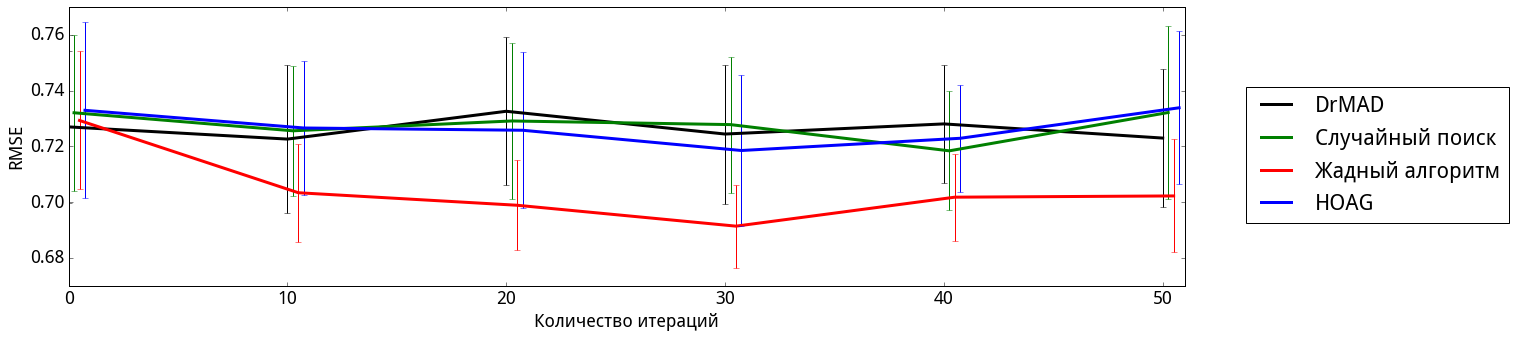 0.76
0.74
0.72
0.70
0.68
RMSE
0 10 20 30 40 50
Количество итераций
DrMAD
Случайный поиск
Жадный алгоритм
HOAG